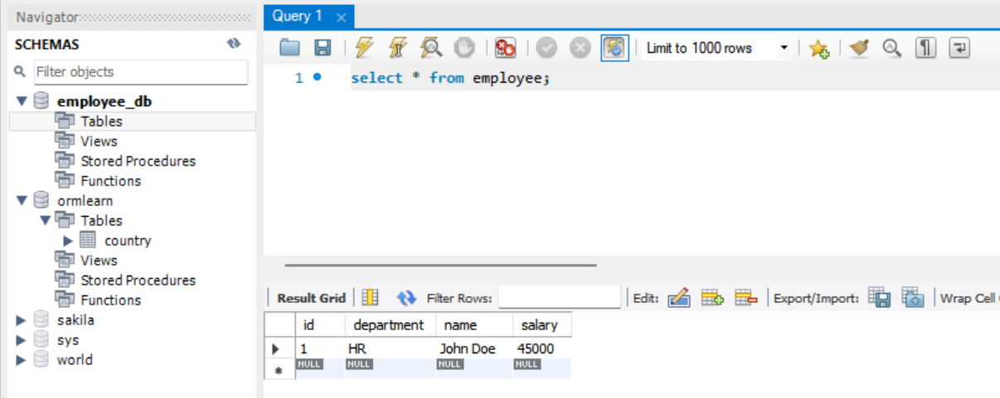 Navigator
SCHEMAS
Filter objects
employee_db
Tables
Views
Stored Procedures
Functions
ormlearn
Tables
country
Views
Stored Procedures
Functions
sakila
sys
world
Query 1
Limit to 1000 rows
1 select * from employee;
Result Grid Filter Rows: Edit: Export/Import: Wrap Cell
id department name salary
1 HR John Doe 45000
NULL NULL NULL NULL